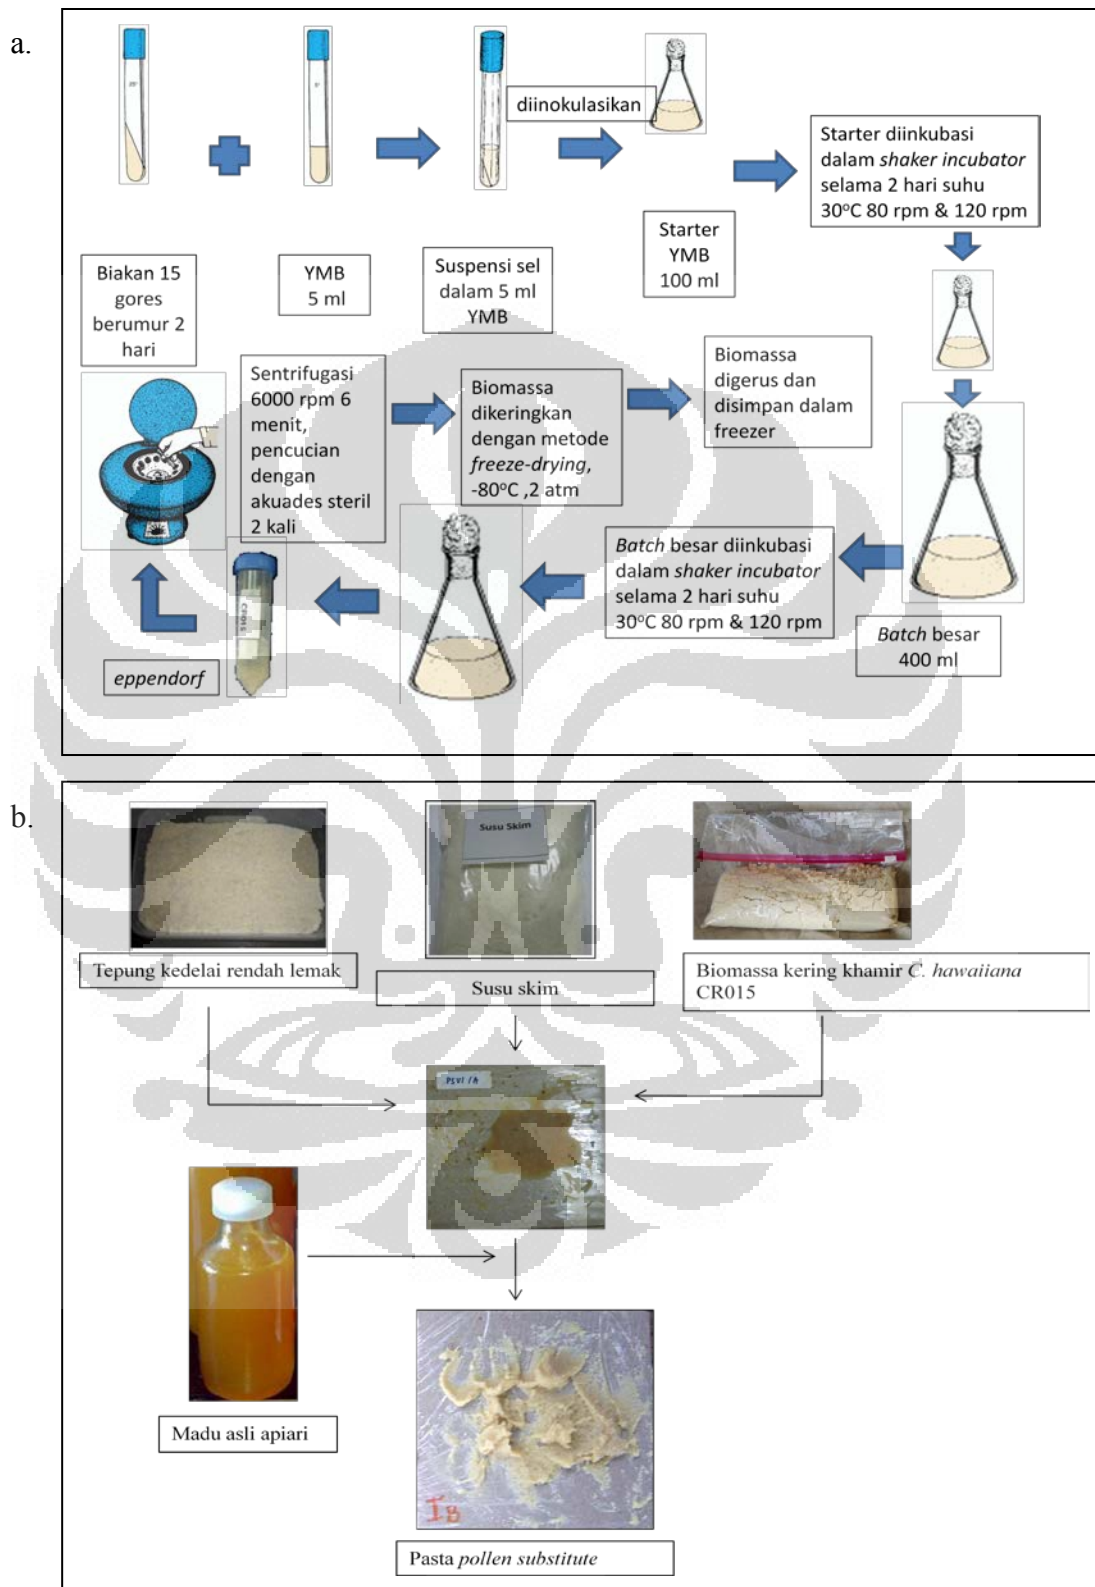 a.
diinokulasikan
Starter diinkubasi
dalam shaker incubator
selama 2 hari suhu
30°C 80 rpm & 120 rpm
Biakan 15
gores
berumur 2
hari
YMB
5 ml
Suspensi sel
dalam 5 ml
YMB
Starter
YMB
100 ml
Sentrifugasi
6000 rpm 6
menit,
pencucian
dengan
akuades steril
2 kali
Biomassa
dikeringkan
dengan metode
freeze-drying,
-80°C ,2 atm
Biomassa
digerus dan
disimpan dalam
freezer
Batch besar diinkubasi
dalam shaker incubator
selama 2 hari suhu
30°C 80 rpm & 120 rpm
Batch besar
400 ml
CR015
eppendorf
b.
Susu Skim
Tepung kedelai rendah lemak
Susu skim
Biomassa kering khamir C. hawaiiana
CR015
PSVI/A
Madu asli apiari
IB
Pasta pollen substitute